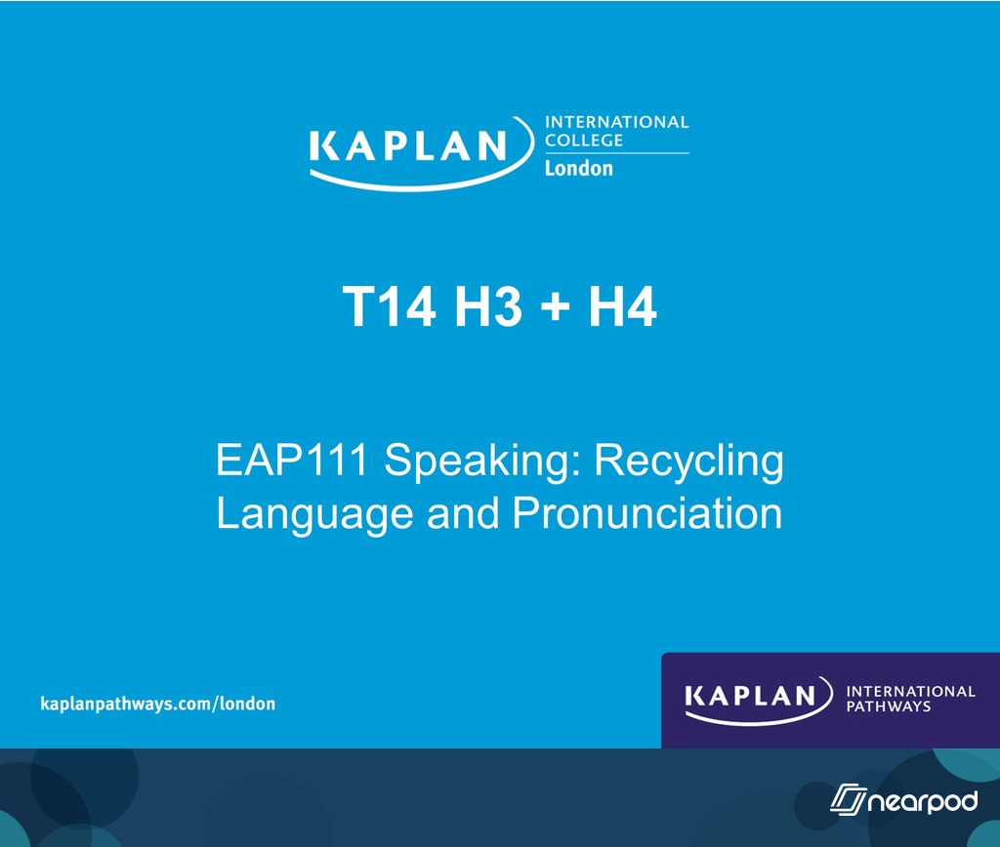 KAPLAN
INTERNATIONAL
COLLEGE
London
T14 H3 + H4
EAP111 Speaking: Recycling
Language and Pronunciation
kaplanpathways.com/london
KAPLAN
INTERNATIONAL
PATHWAYS
nearpod